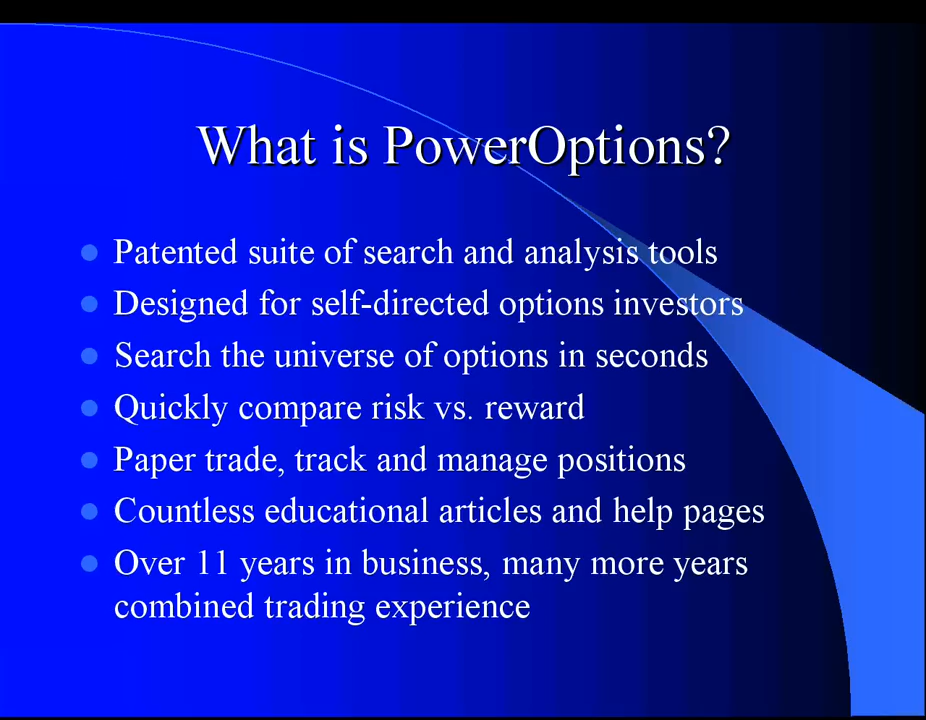 What is PowerOptions?
Patented suite of search and analysis tools
Designed for self-directed options investors
Search the universe of options in seconds
Quickly compare risk vs. reward
Paper trade, track and manage positions
Countless educational articles and help pages
Over 11 years in business, many more years
combined trading experience